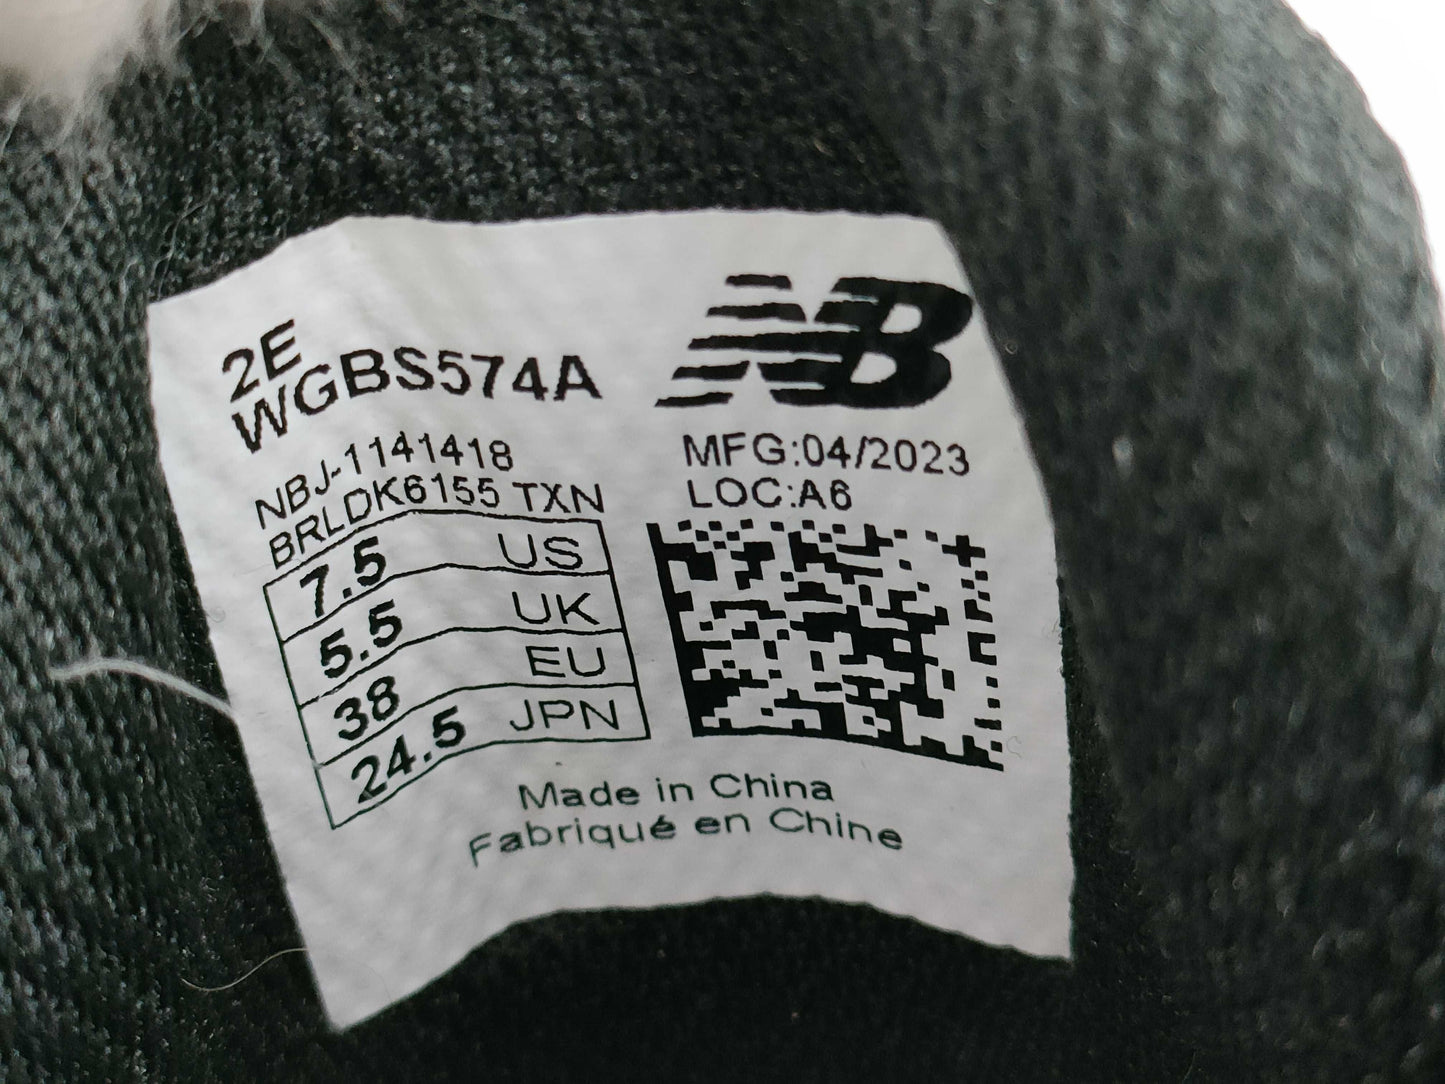 2E
WGBS574A
NBJ-1141418
BRLDK6155 TXN
7.5 US
5.5 UK
38 EU
24.5 JPN
NB
MFG:04/2023
LOC:A6
Made in China
Fabriqué en Chine